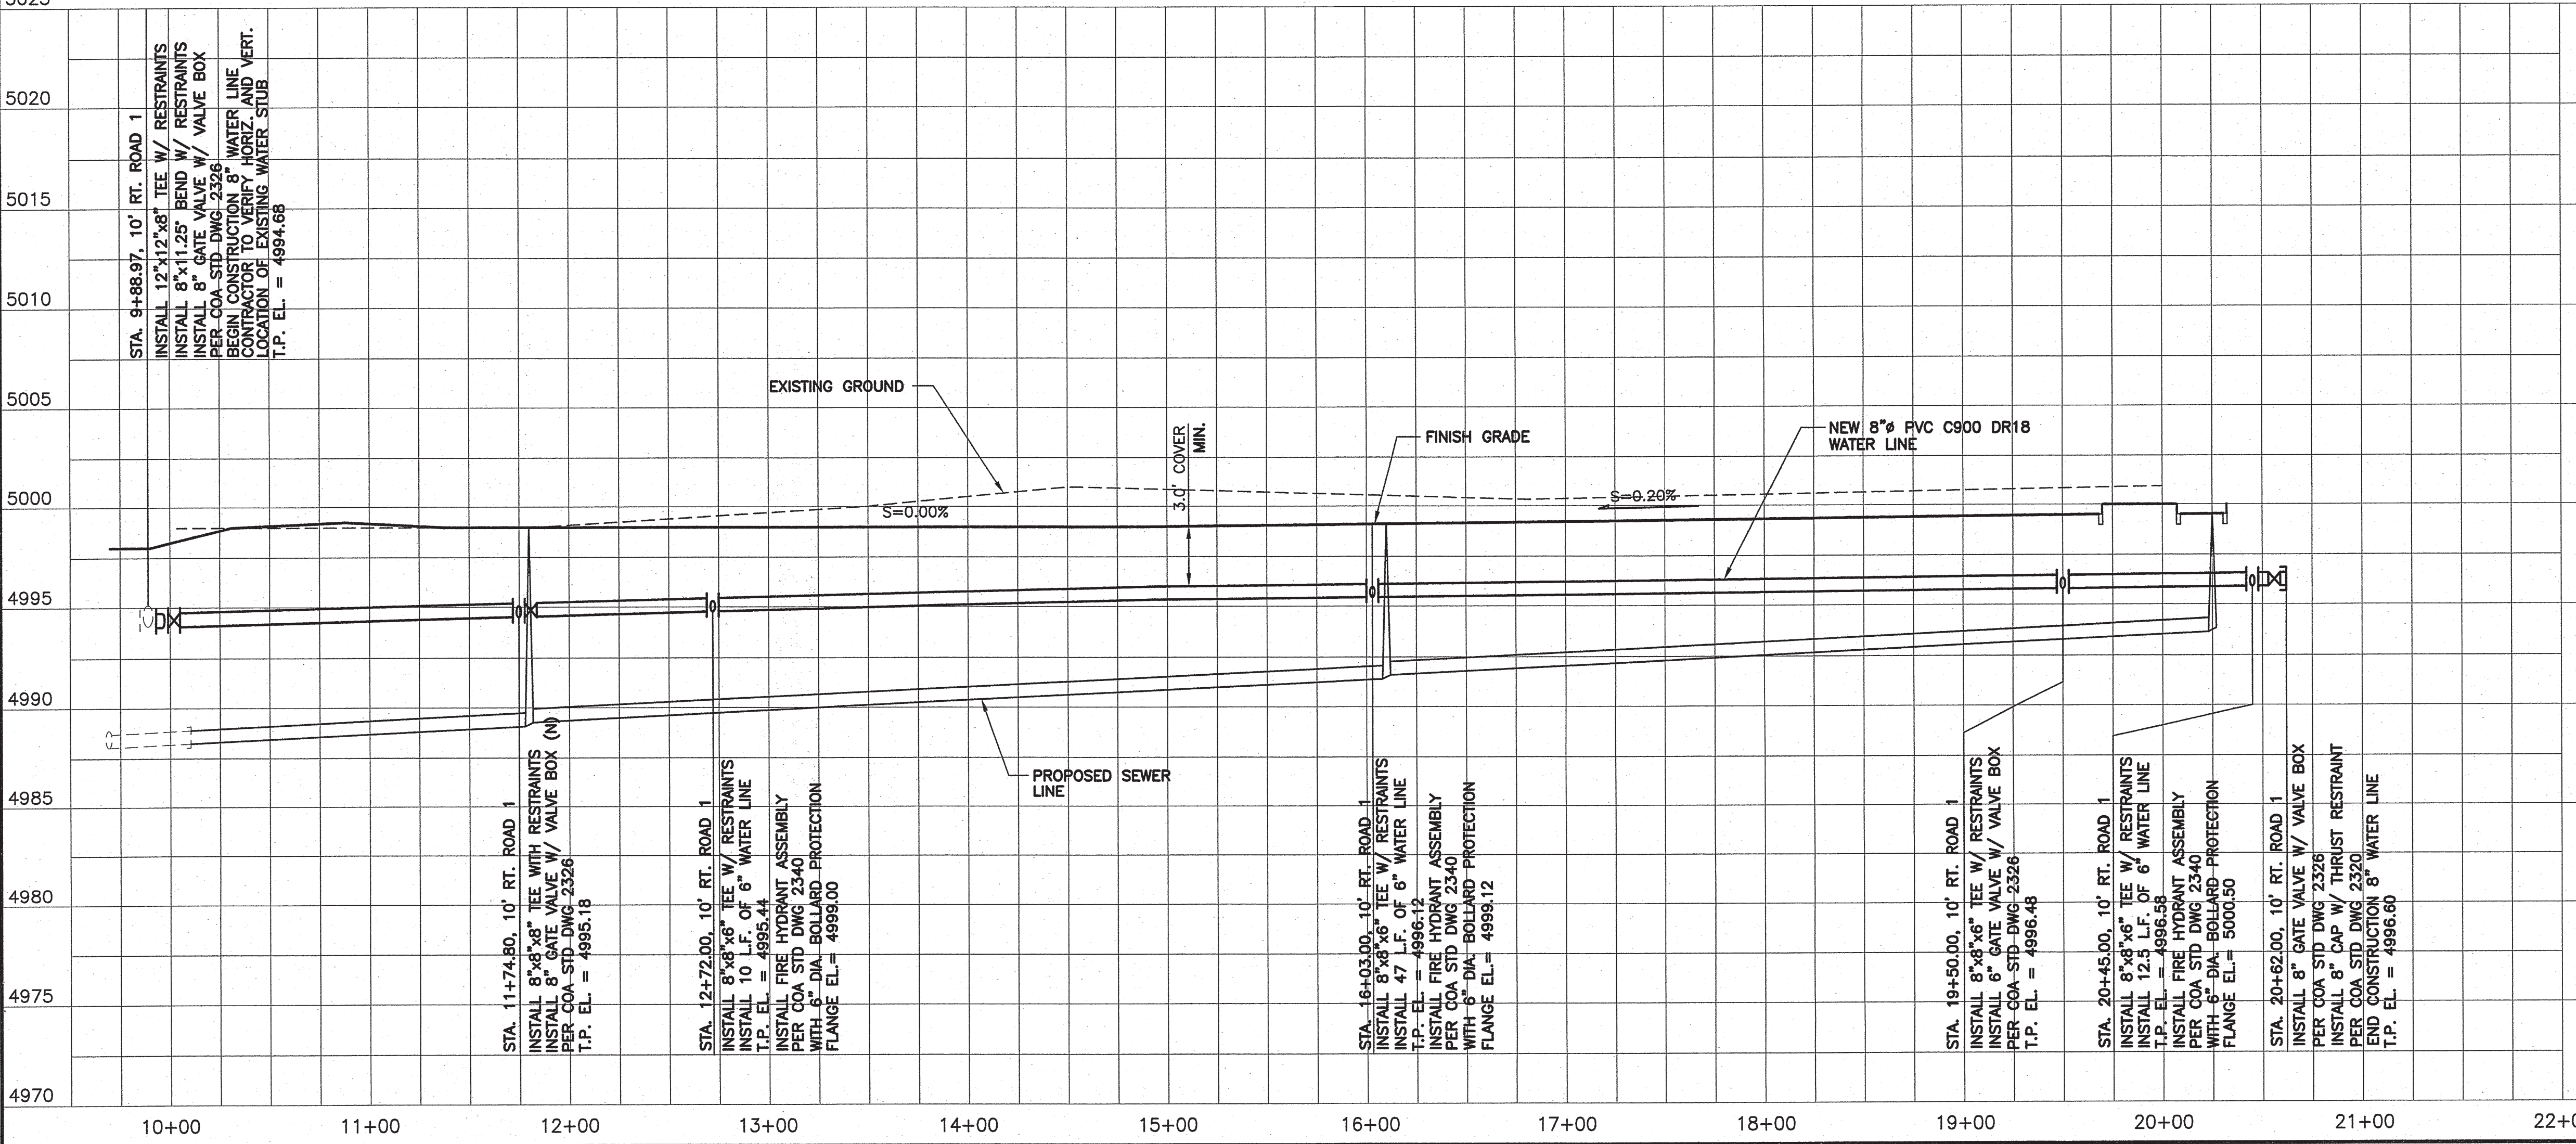 5025
5020
5015
5010
5005
5000
4995
4990
4985
4980
4975
4970
STA. 9+88.97, 10' RT. ROAD 1
INSTALL 12"x12"x8" TEE W/ RESTRAINTS
INSTALL 8"x11.25° BEND W/ RESTRAINTS
INSTALL 8" GATE VALVE W/ VALVE BOX
PER COA STD DWG 2326
BEGIN CONSTRUCTION 8" WATER LINE
CONTRACTOR TO VERIFY HORIZ. AND VERT.
LOCATION OF EXISTING WATER STUB
T.P. EL. = 4994.68
EXISTING GROUND
S=0.00%
3.0' COVER
MIN.
FINISH GRADE
S=0.20%
NEW 8"ø PVC C900 DR18
WATER LINE
PROPOSED SEWER
LINE
STA. 11+74.80, 10' RT. ROAD 1
INSTALL 8"x8"x8" TEE WITH RESTRAINTS
INSTALL 8" GATE VALVE W/ VALVE BOX (N)
PER COA STD DWG 2326
T.P. EL. = 4995.18
STA. 12+72.00, 10' RT. ROAD 1
INSTALL 8"x8"x6" TEE W/ RESTRAINTS
INSTALL 10 L.F. OF 6" WATER LINE
T.P. EL. = 4995.44
INSTALL FIRE HYDRANT ASSEMBLY
PER COA STD DWG 2340
WITH 6" DIA. BOLLARD PROTECTION
FLANGE EL.= 4999.00
STA. 16+03.00, 10' RT. ROAD 1
INSTALL 8"x8"x6" TEE W/ RESTRAINTS
INSTALL 47 L.F. OF 6" WATER LINE
T.P. EL. = 4996.12
INSTALL FIRE HYDRANT ASSEMBLY
PER COA STD DWG 2340
WITH 6" DIA. BOLLARD PROTECTION
FLANGE EL.= 4999.12
STA. 19+50.00, 10' RT. ROAD 1
INSTALL 8"x8"x6" TEE W/ RESTRAINTS
INSTALL 6" GATE VALVE W/ VALVE BOX
PER COA STD DWG 2326
T.P. EL. = 4996.48
STA. 20+45.00, 10' RT. ROAD 1
INSTALL 8"x8"x6" TEE W/ RESTRAINTS
INSTALL 12.5 L.F. OF 6" WATER LINE
T.P. EL. = 4996.58
INSTALL FIRE HYDRANT ASSEMBLY
PER COA STD DWG 2340
WITH 6" DIA. BOLLARD PROTECTION
FLANGE EL.= 5000.50
STA. 20+62.00, 10' RT. ROAD 1
INSTALL 8" GATE VALVE W/ VALVE BOX
PER COA STD DWG 2326
INSTALL 8" CAP W/ THRUST RESTRAINT
PER COA STD DWG 2320
END CONSTRUCTION 8" WATER LINE
T.P. EL. = 4996.60
10+00 11+00 12+00 13+00 14+00 15+00 16+00 17+00 18+00 19+00 20+00 21+00